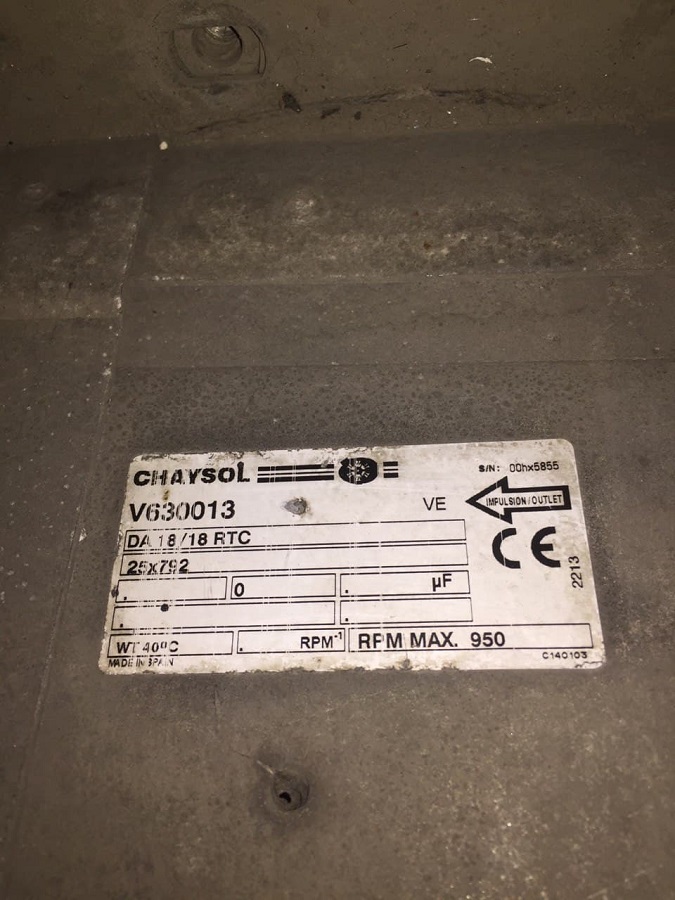 CHAYSOL
S/N: 00hx5855
V630013
VE
IMPULSION/OUTLET
DA 18/18 RTC
CE
25x792
2213
. 0 . µF
. .
WT 40ºC . RPM-¹ RPM MAX. 950
MADE IN SPAIN
C140103